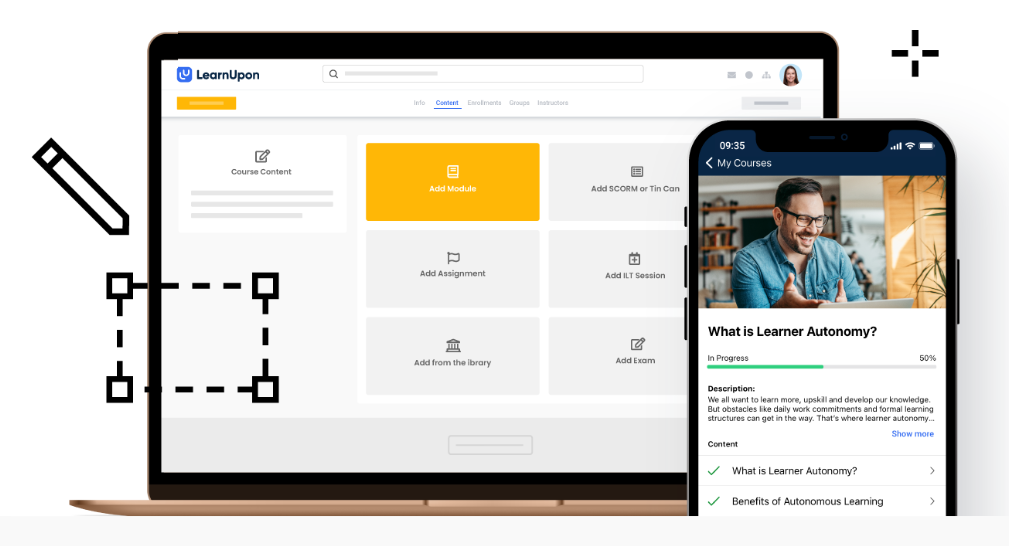 LearnUpon
Info Content Enrollments Groups Instructors
Course Content
Add Module
Add SCORM or Tin Can
Add Assignment
Add ILT Session
Add from the ibrary
Add Exam
09:35
My Courses
What is Learner Autonomy?
In Progress 50%
Description:
We all want to learn more, upskill and develop our knowledge.
But obstacles like daily work commitments and formal learning
structures can get in the way. That's where learner autonomy...
Show more
Content
What is Learner Autonomy?
Benefits of Autonomous Learning